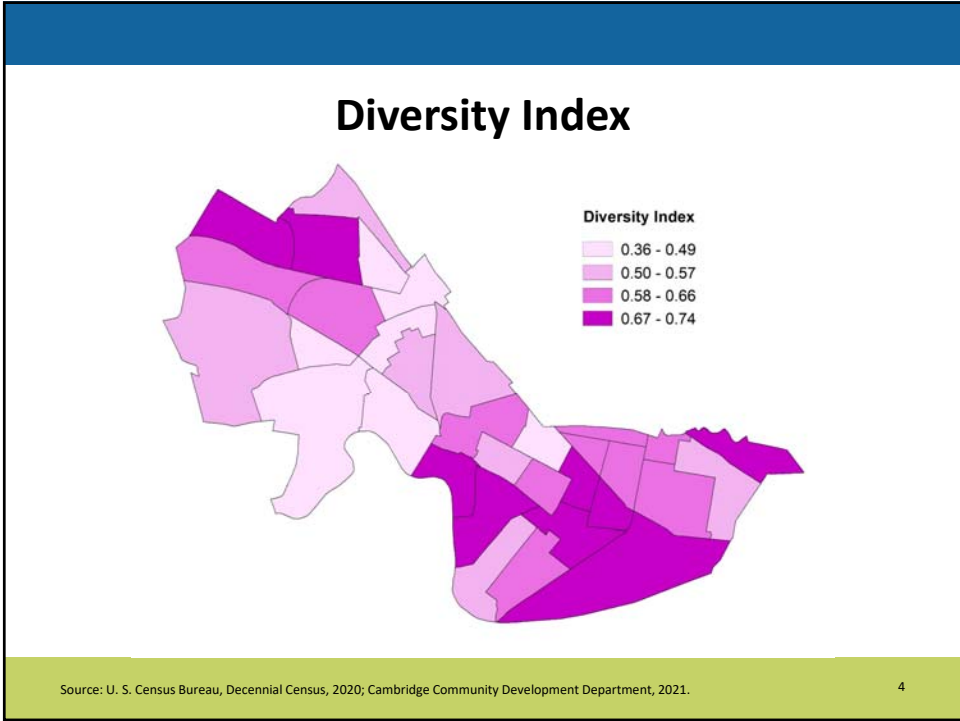 Diversity Index
Diversity Index
0.36 - 0.49
0.50 - 0.57
0.58 - 0.66
0.67 - 0.74
Source: U. S. Census Bureau, Decennial Census, 2020; Cambridge Community Development Department, 2021.
4